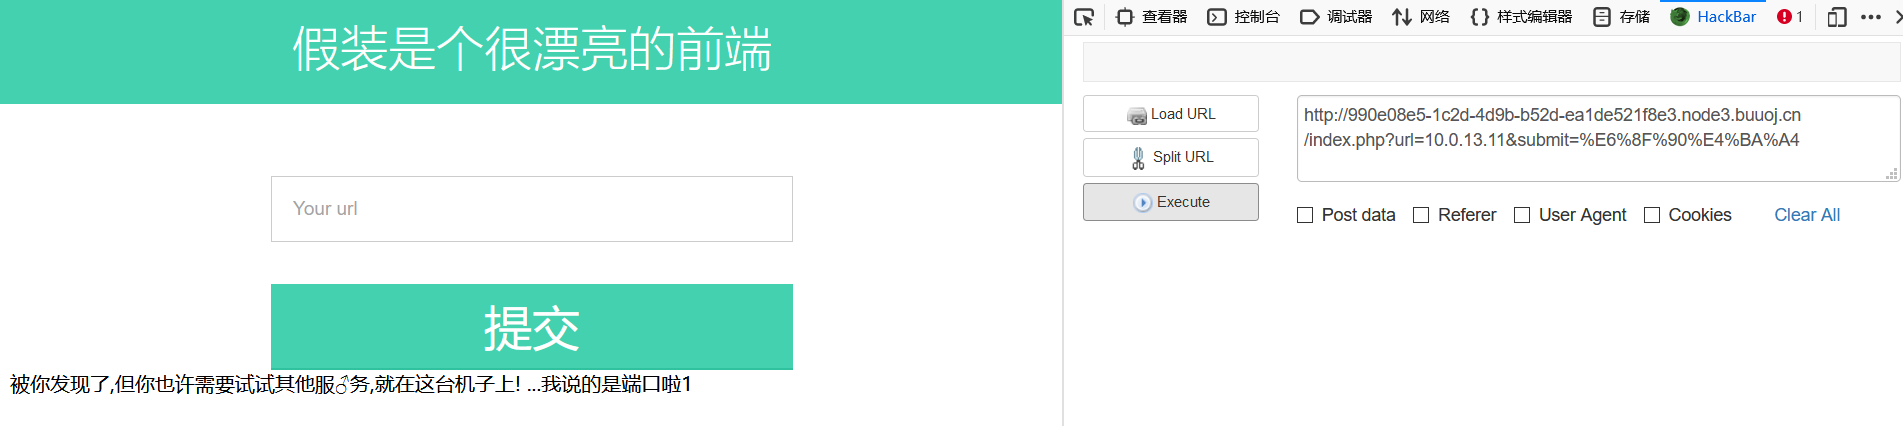 假装是个很漂亮的前端
Your url
提交
被你发现了,但你也许需要试试其他服♂务,就在这台机子上! ...我说的是端口啦1
查看器 控制台 调试器 网络 样式编辑器 存储 HackBar 1
Load URL
Split URL
Execute
http://990e08e5-1c2d-4d9b-b52d-ea1de521f8e3.node3.buuoj.cn
/index.php?url=10.0.13.11&submit=%E6%8F%90%E4%BA%A4
Post data Referer User Agent Cookies Clear All